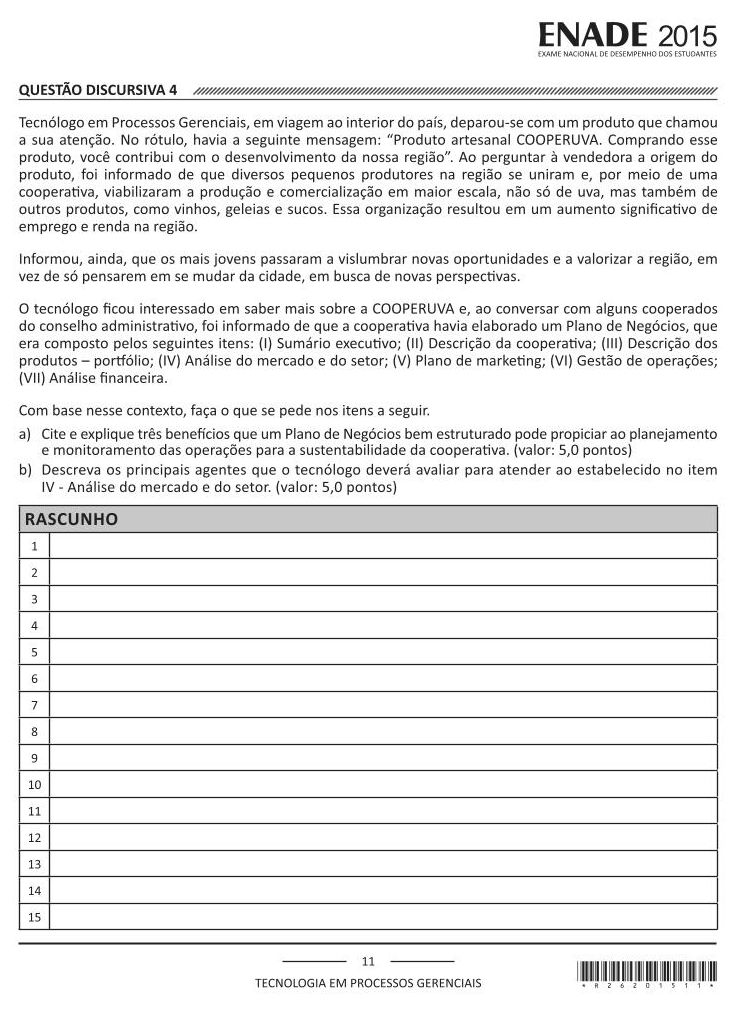 ENADE 2015
EXAME NACIONAL DE DESEMPENHO DOS ESTUDANTES
QUESTÃO DISCURSIVA 4
Tecnólogo em Processos Gerenciais, em viagem ao interior do país, deparou-se com um produto que chamou
a sua atenção. No rótulo, havia a seguinte mensagem: “Produto artesanal COOPERUVA. Comprando esse
produto, você contribui com o desenvolvimento da nossa região”. Ao perguntar à vendedora a origem do
produto, foi informado de que diversos pequenos produtores na região se uniram e, por meio de uma
cooperativa, viabilizaram a produção e comercialização em maior escala, não só de uva, mas também de
outros produtos, como vinhos, geleias e sucos. Essa organização resultou em um aumento significativo de
emprego e renda na região.
Informou, ainda, que os mais jovens passaram a vislumbrar novas oportunidades e a valorizar a região, em
vez de só pensarem em se mudar da cidade, em busca de novas perspectivas.
O tecnólogo ficou interessado em saber mais sobre a COOPERUVA e, ao conversar com alguns cooperados
do conselho administrativo, foi informado de que a cooperativa havia elaborado um Plano de Negócios, que
era composto pelos seguintes itens: (I) Sumário executivo; (II) Descrição da cooperativa; (III) Descrição dos
produtos – portfólio; (IV) Análise do mercado e do setor; (V) Plano de marketing; (VI) Gestão de operações;
(VII) Análise financeira.
Com base nesse contexto, faça o que se pede nos itens a seguir.
a) Cite e explique três benefícios que um Plano de Negócios bem estruturado pode propiciar ao planejamento
e monitoramento das operações para a sustentabilidade da cooperativa. (valor: 5,0 pontos)
b) Descreva os principais agentes que o tecnólogo deverá avaliar para atender ao estabelecido no item
IV - Análise do mercado e do setor. (valor: 5,0 pontos)
RASCUNHO
1
2
3
4
5
6
7
8
9
10
11
12
13
14
15
11
TECNOLOGIA EM PROCESSOS GERENCIAIS
* R 2 6 2 0 1 5 1 1 *